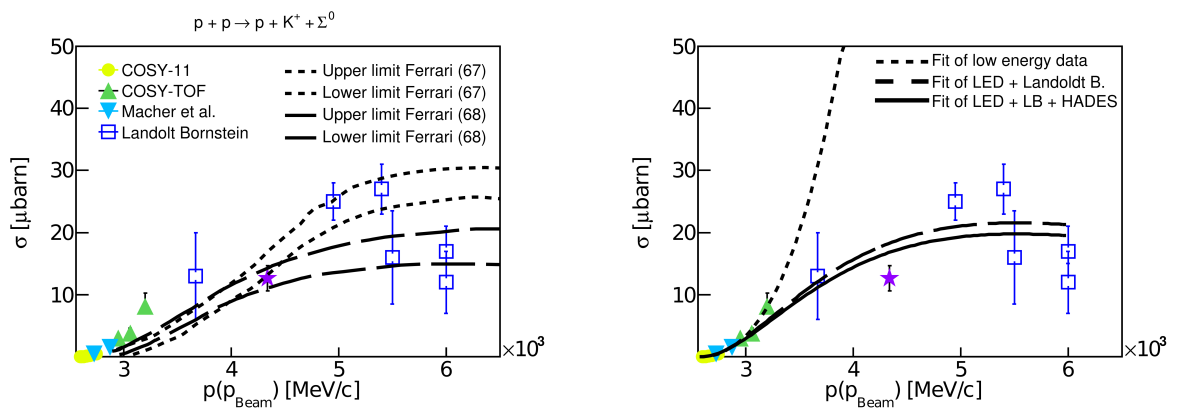 p + p → p + K⁺ + Σ⁰
σ [μbarn]
50
40
30
20
10
COSY-11
COSY-TOF
Macher et al.
Landolt Bornstein
Upper limit Ferrari (67)
Lower limit Ferrari (67)
Upper limit Ferrari (68)
Lower limit Ferrari (68)
3 4 5 6 ×10³
p(p_Beam) [MeV/c]
σ [μbarn]
50
40
30
20
10
Fit of low energy data
Fit of LED + Landoldt B.
Fit of LED + LB + HADES
3 4 5 6 ×10³
p(p_Beam) [MeV/c]